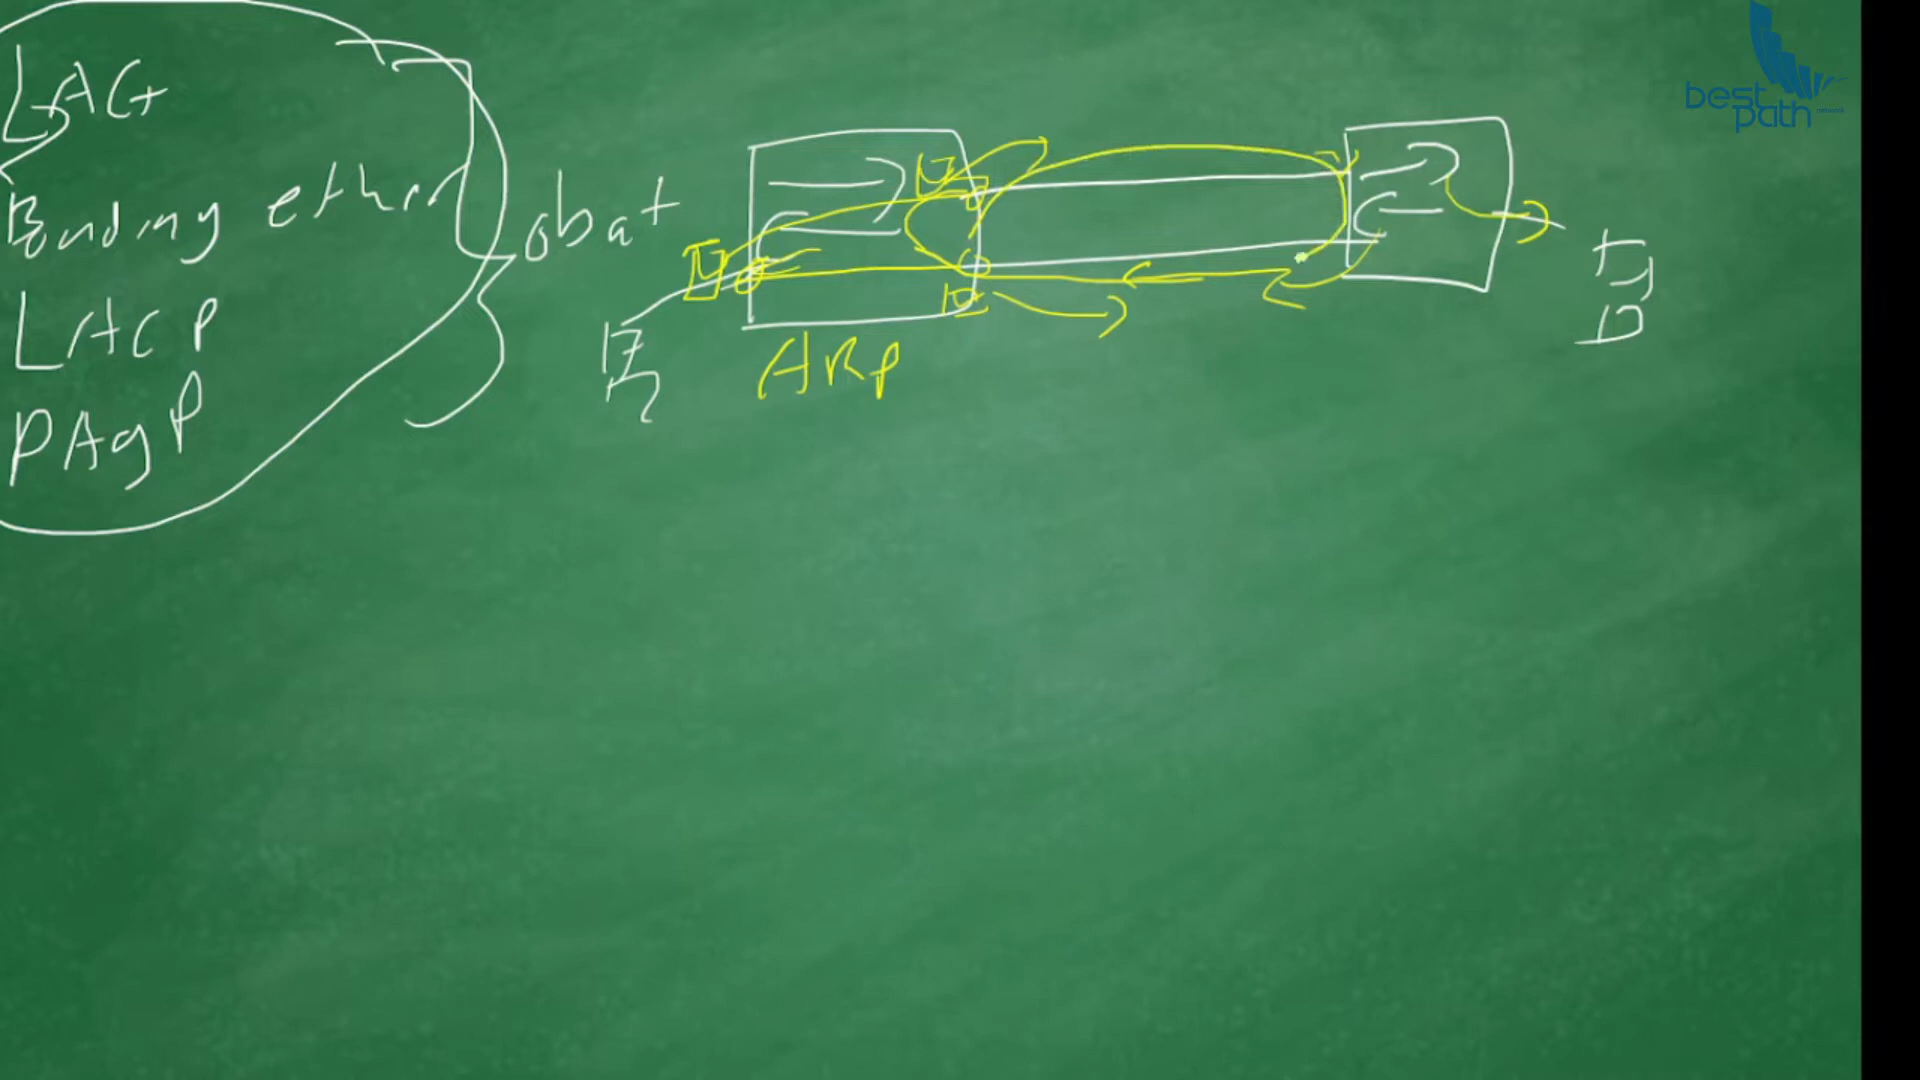 LAG
Bonding ether
LACP
PAgP
obat
ARP
best
path